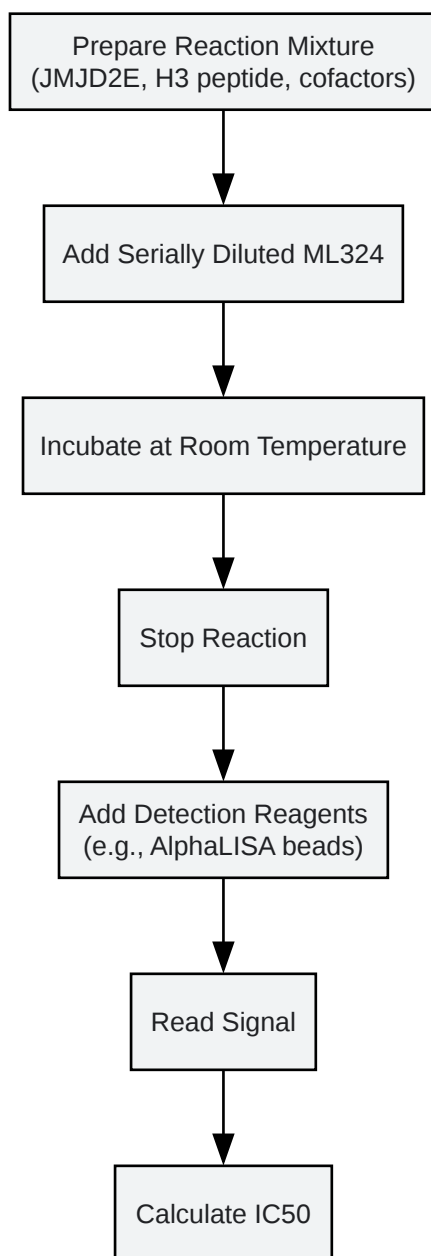 Prepare Reaction Mixture
(JMJD2E, H3 peptide, cofactors)
Add Serially Diluted ML324
Incubate at Room Temperature
Stop Reaction
Add Detection Reagents
(e.g., AlphaLISA beads)
Read Signal
Calculate IC50